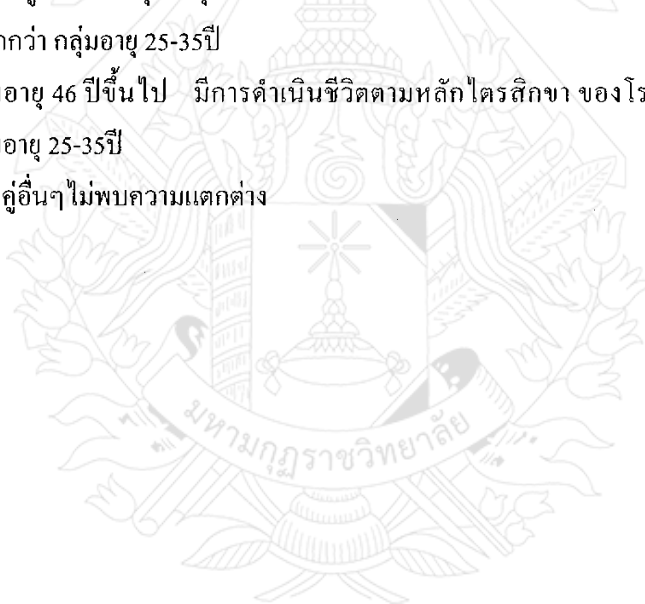 กกว่า กลุ่มอายุ 25-35ปี
อายุ 46 ปีขึ้นไป มีการดำเนินชีวิตตามหลักไตรสิกขา ของโร
อายุ 25-35ปี
คู่อื่นๆ ไม่พบความแตกต่าง
มหามกุฏราชวิทยาลัย